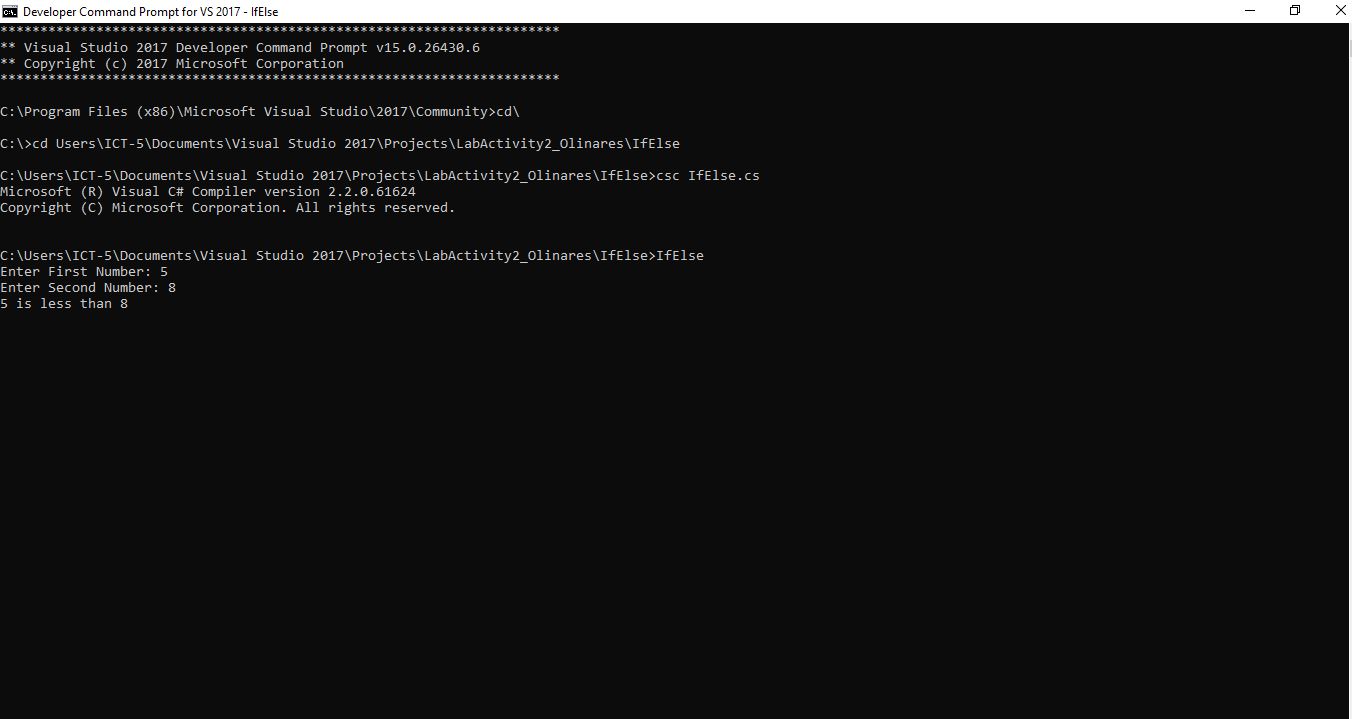 Developer Command Prompt for VS 2017 - IfElse
**********************************************************************
** Visual Studio 2017 Developer Command Prompt v15.0.26430.6
** Copyright (c) 2017 Microsoft Corporation
**********************************************************************
C:\Program Files (x86)\Microsoft Visual Studio\2017\Community>cd\
C:\>cd Users\ICT-5\Documents\Visual Studio 2017\Projects\LabActivity2_Olinares\IfElse
C:\Users\ICT-5\Documents\Visual Studio 2017\Projects\LabActivity2_Olinares\IfElse>csc IfElse.cs
Microsoft (R) Visual C# Compiler version 2.2.0.61624
Copyright (C) Microsoft Corporation. All rights reserved.
C:\Users\ICT-5\Documents\Visual Studio 2017\Projects\LabActivity2_Olinares\IfElse>IfElse
Enter First Number: 5
Enter Second Number: 8
5 is less than 8